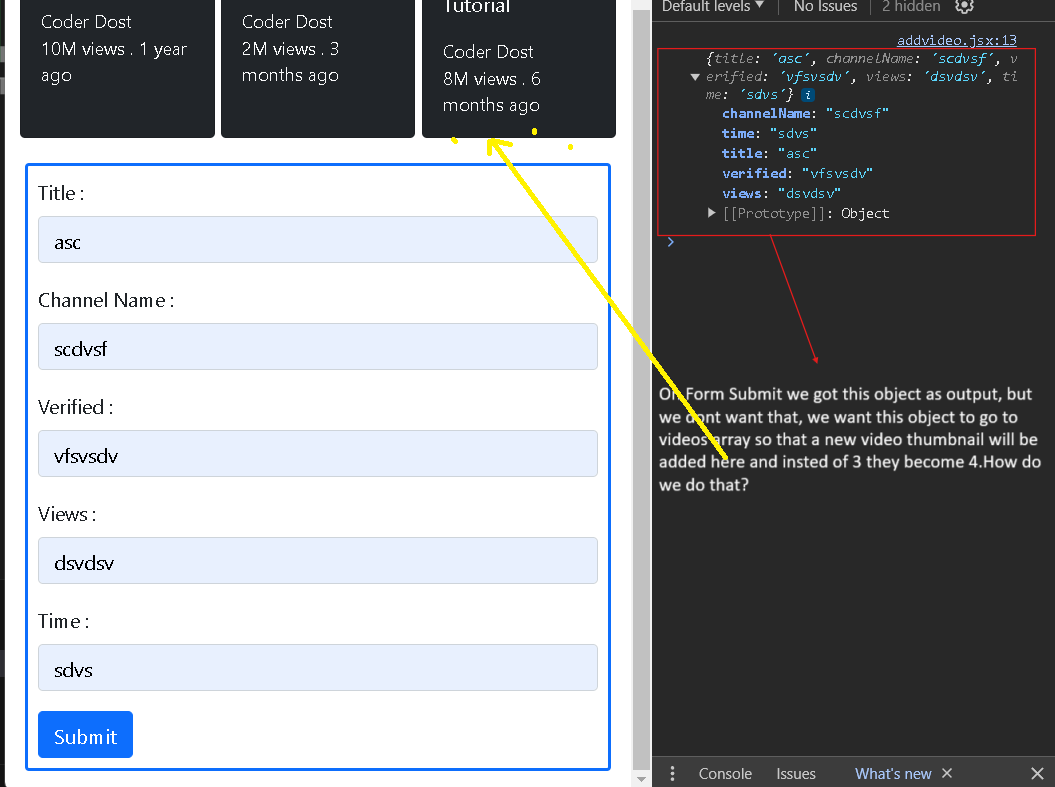 Tutorial
Coder Dost
10M views . 1 year
ago
Coder Dost
2M views . 3
months ago
Coder Dost
8M views . 6
months ago
Title :
asc
Channel Name :
scdvsf
Verified :
vfsvsdv
Views :
dsvdsv
Time :
sdvs
Submit
Default levels
No Issues
2 hidden
addvideo.jsx:13
{title: 'asc', channelName: 'scdvsf', v
erified: 'vfsvsdv', views: 'dsvdsv', ti
me: 'sdvs'} i
channelName: "scdvsf"
time: "sdvs"
title: "asc"
verified: "vfsvsdv"
views: "dsvdsv"
[[Prototype]]: Object
On Form Submit we got this object as output, but
we dont want that, we want this object to go to
videos array so that a new video thumbnail will be
added here and insted of 3 they become 4.How do
we do that?
Console
Issues
What's new